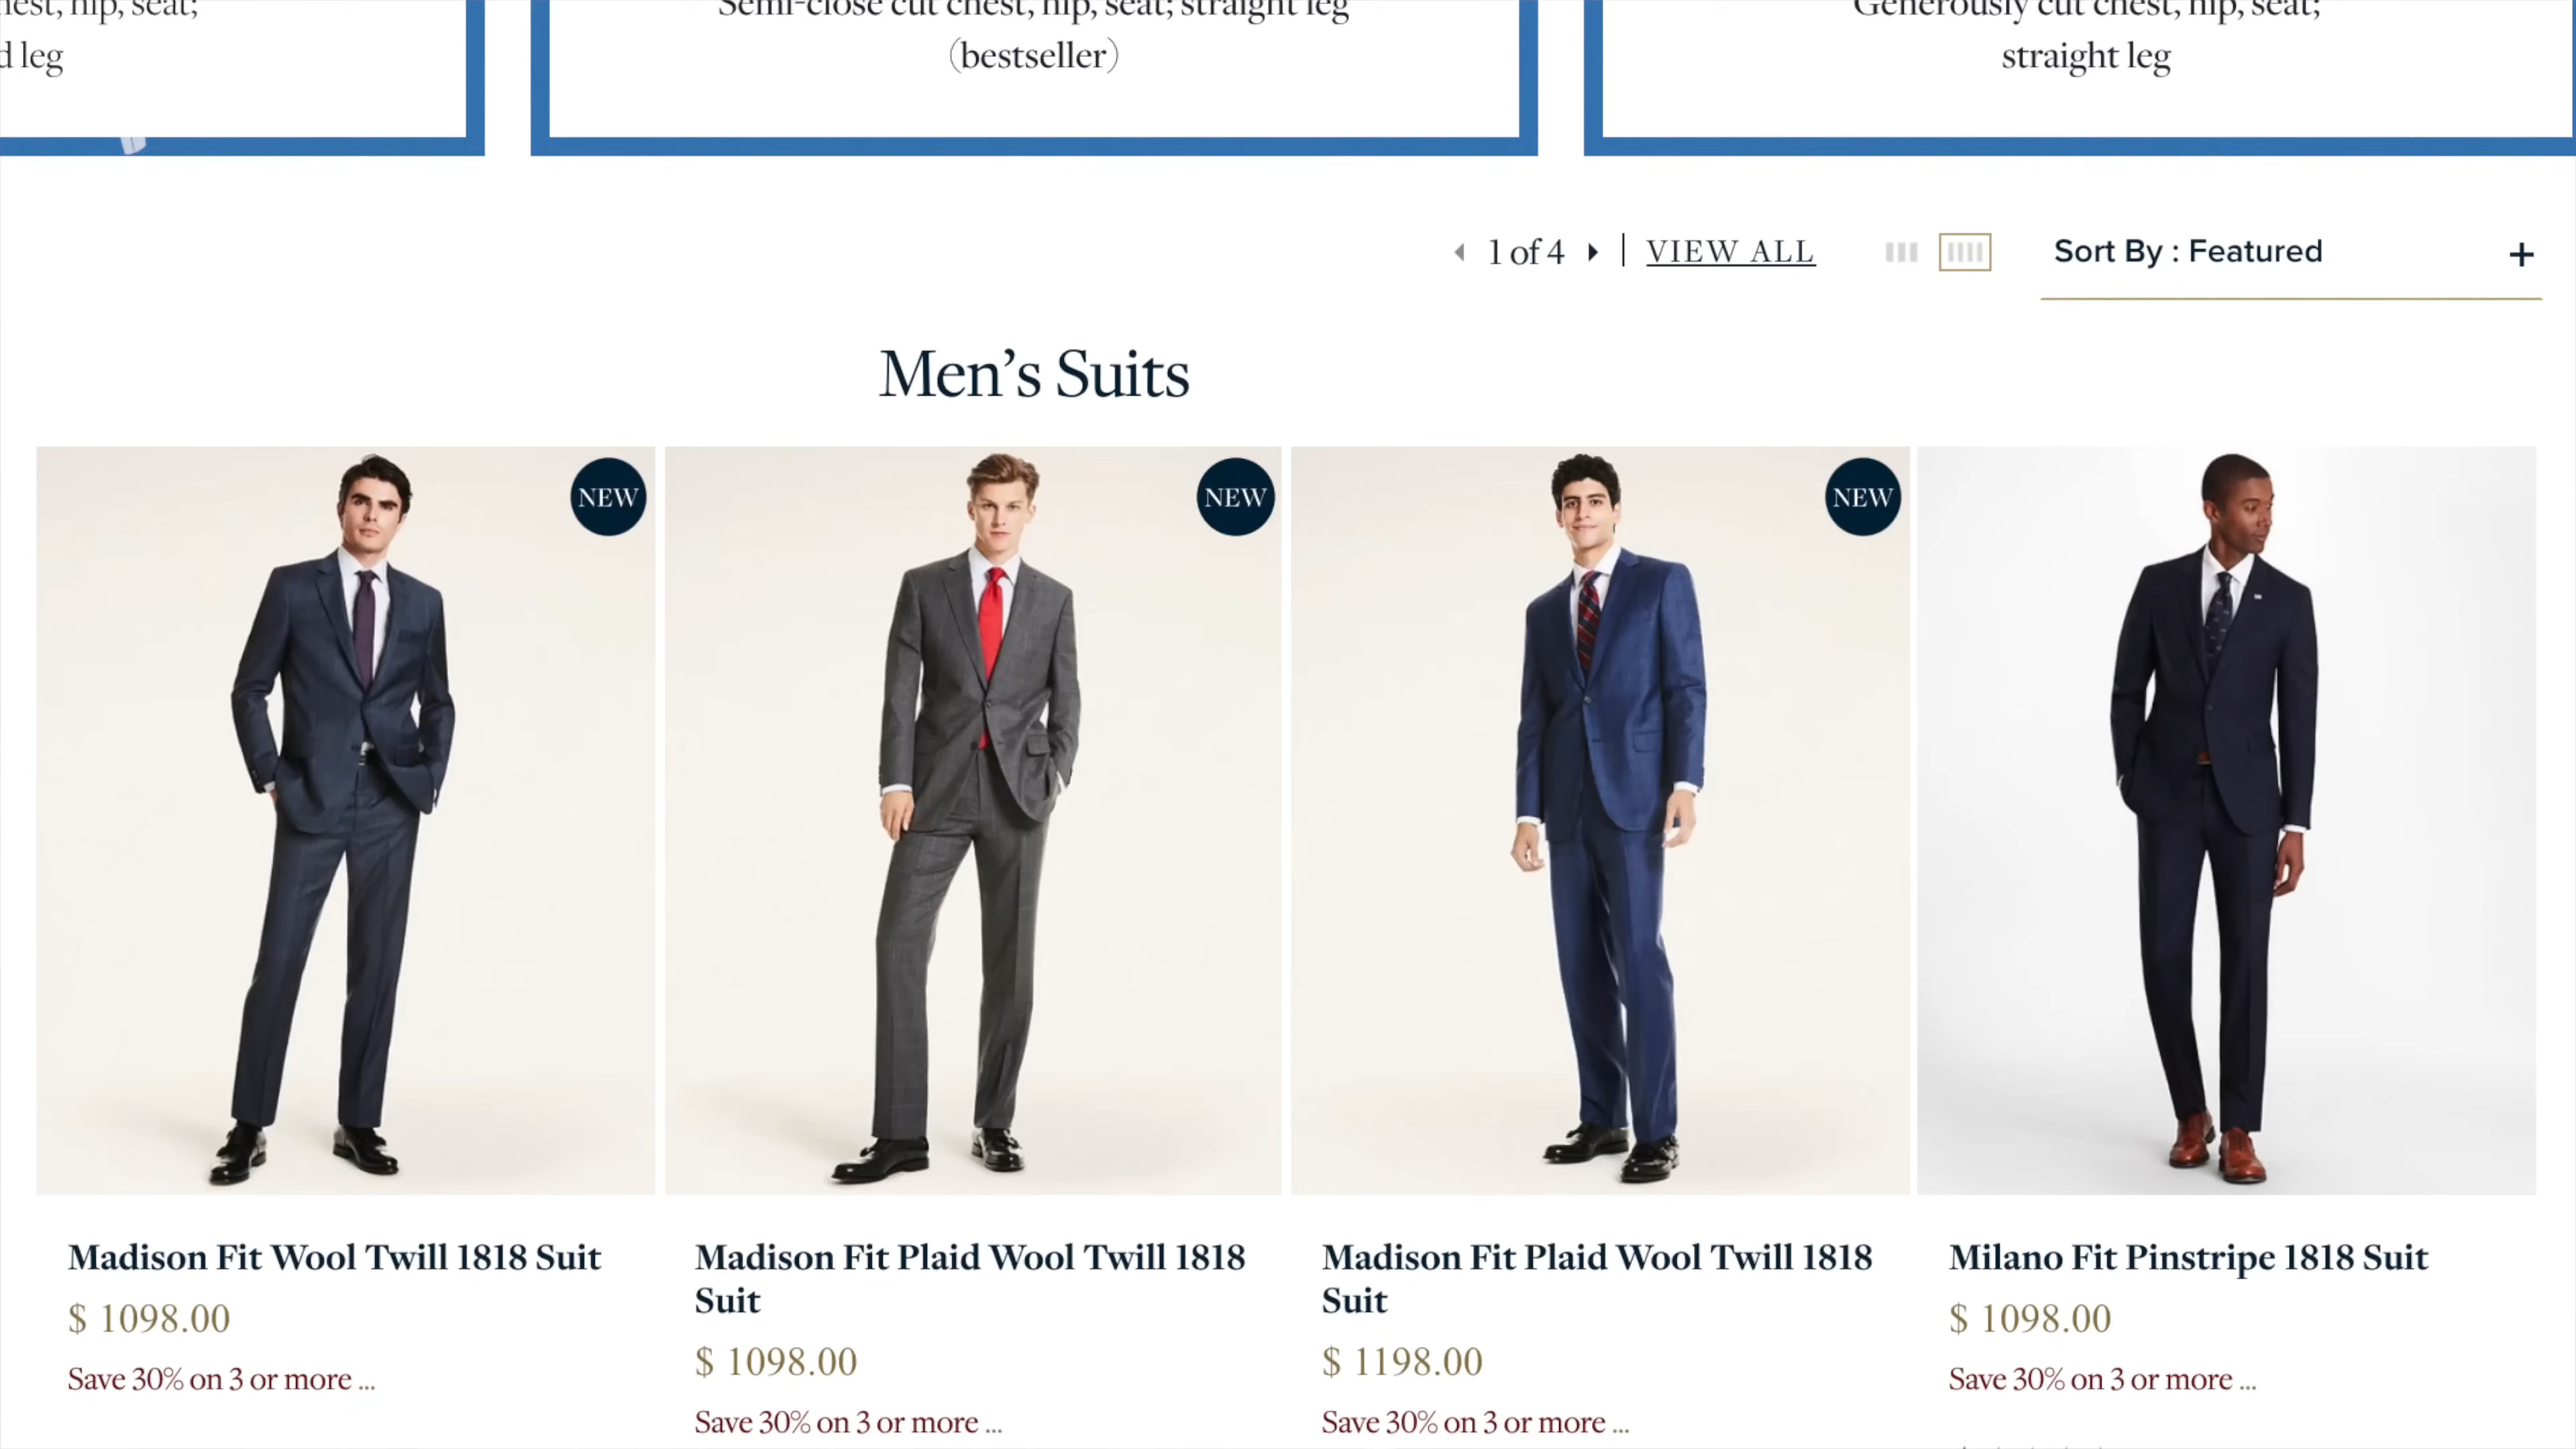 nest, hip, seat;
d leg
Semi-close cut chest, hip, seat; straight leg
(bestseller)
Generously cut chest, hip, seat;
straight leg
1 of 4 | VIEW ALL
Sort By : Featured +
Men’s Suits
NEW
NEW
NEW
Madison Fit Wool Twill 1818 Suit
$ 1098.00
Save 30% on 3 or more ...
Madison Fit Plaid Wool Twill 1818
Suit
$ 1098.00
Save 30% on 3 or more ...
Madison Fit Plaid Wool Twill 1818
Suit
$ 1198.00
Save 30% on 3 or more ...
Milano Fit Pinstripe 1818 Suit
$ 1098.00
Save 30% on 3 or more ...